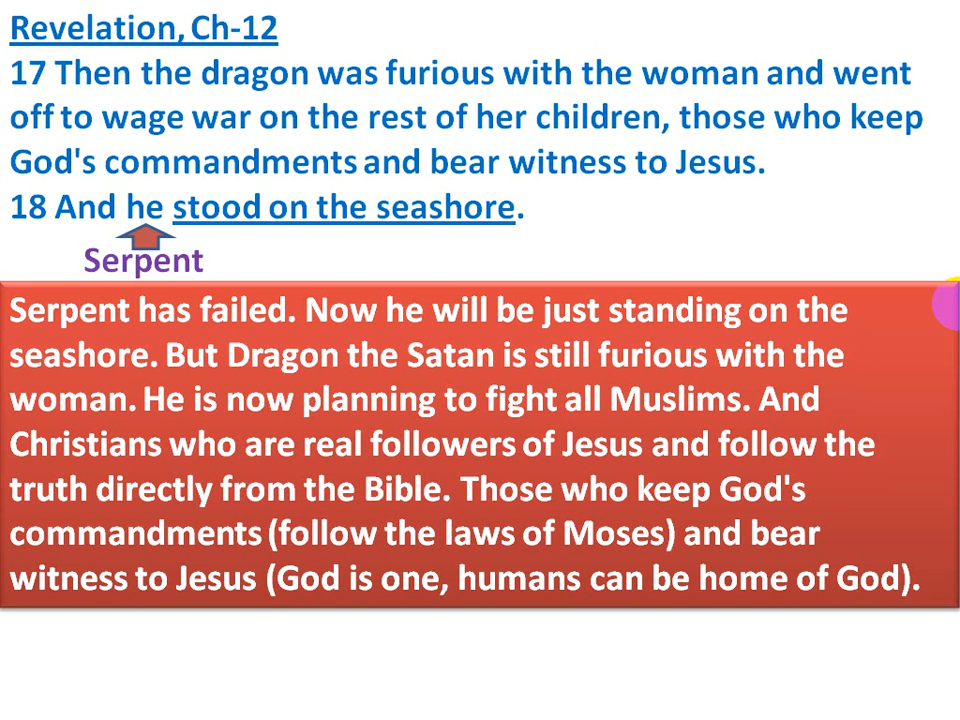 Revelation, Ch-12
17 Then the dragon was furious with the woman and went
off to wage war on the rest of her children, those who keep
God's commandments and bear witness to Jesus.
18 And he stood on the seashore.
Serpent
Serpent has failed. Now he will be just standing on the
seashore. But Dragon the Satan is still furious with the
woman. He is now planning to fight all Muslims. And
Christians who are real followers of Jesus and follow the
truth directly from the Bible. Those who keep God's
commandments (follow the laws of Moses) and bear
witness to Jesus (God is one, humans can be home of God).